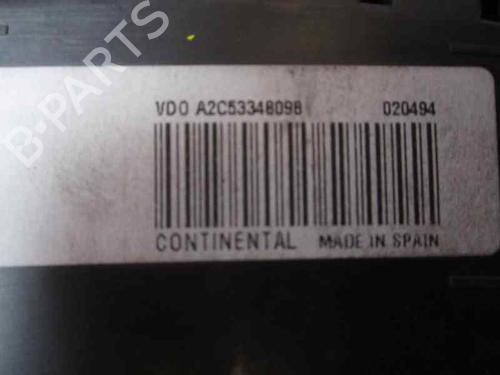 B-PARTS
VDO A2C53348098 020494
CONTINENTAL MADE IN SPAIN